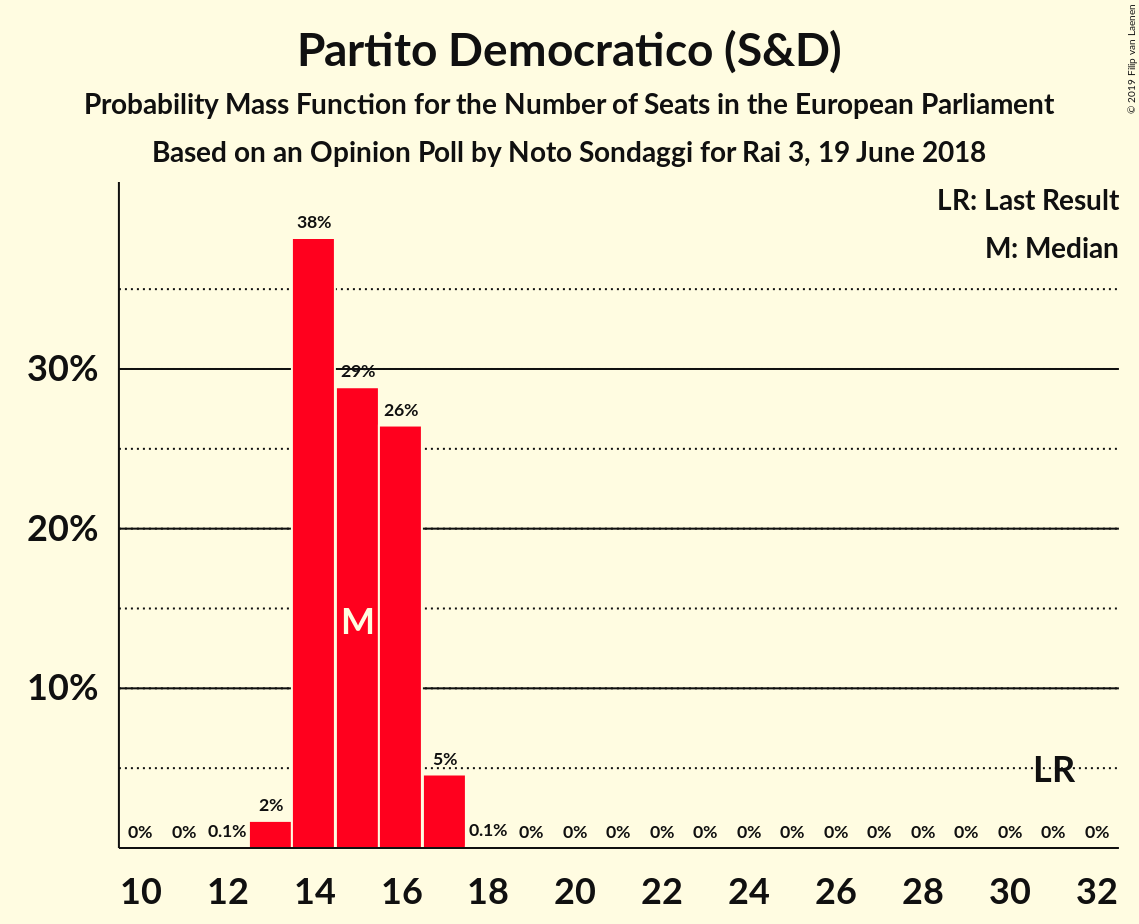 Partito Democratico (S&D)
Probability Mass Function for the Number of Seats in the European Parliament
Based on an Opinion Poll by Noto Sondaggi for Rai 3, 19 June 2018
© 2019 Filip van Laenen
LR: Last Result
M: Median
38%
30%
29%
26%
20%
M
10%
5%
LR
2%
0% 0% 0.1% 0.1% 0% 0% 0% 0% 0% 0% 0% 0% 0% 0% 0% 0% 0% 0%
10 12 14 16 18 20 22 24 26 28 30 32